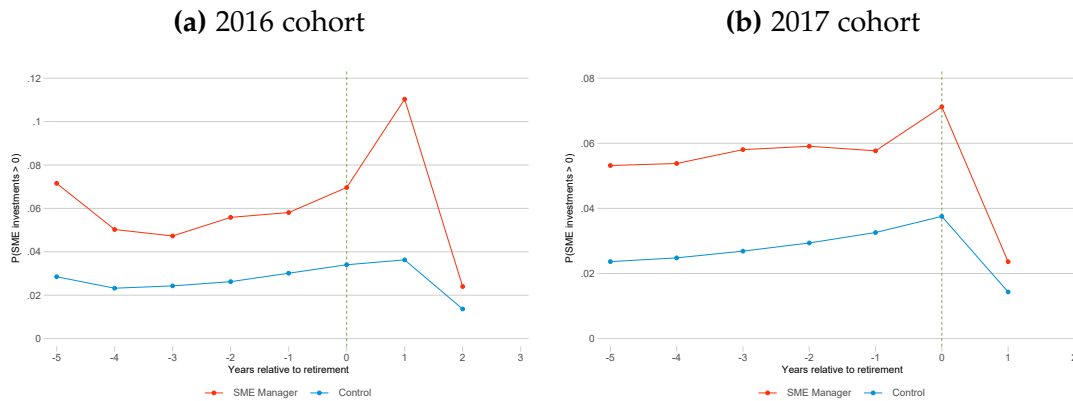 (a) 2016 cohort
.12
.1
.08
.06
.04
.02
0
P(SME investments > 0)
-5 -4 -3 -2 -1 0 1 2 3
Years relative to retirement
SME Manager Control
(b) 2017 cohort
.08
.06
.04
.02
0
P(SME investments > 0)
-5 -4 -3 -2 -1 0 1 2
Years relative to retirement
SME Manager Control